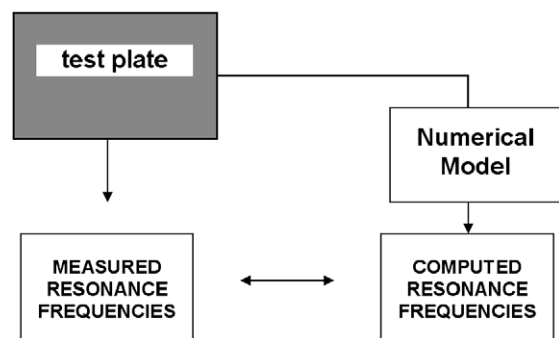 test plate
Numerical
Model
MEASURED
RESONANCE
FREQUENCIES
COMPUTED
RESONANCE
FREQUENCIES